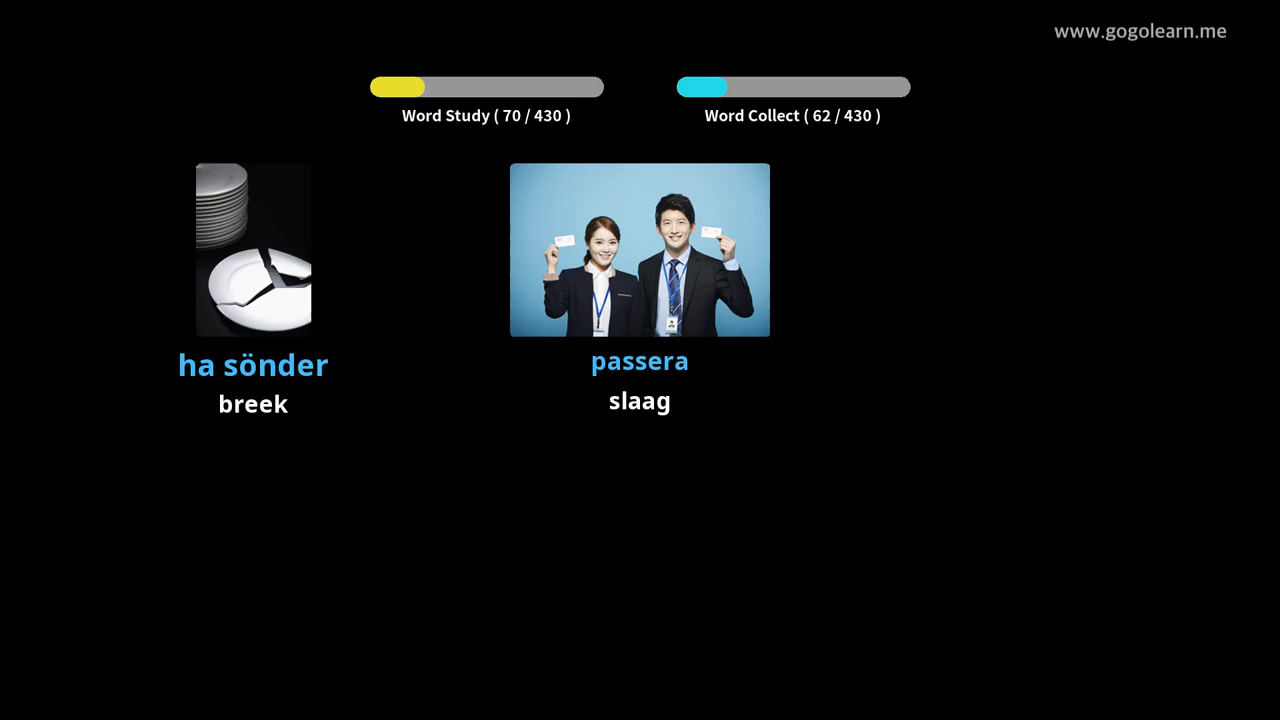 www.gogolearn.me
Word Study ( 70 / 430 )
Word Collect ( 62 / 430 )
ha sönder
breek
passera
slaag